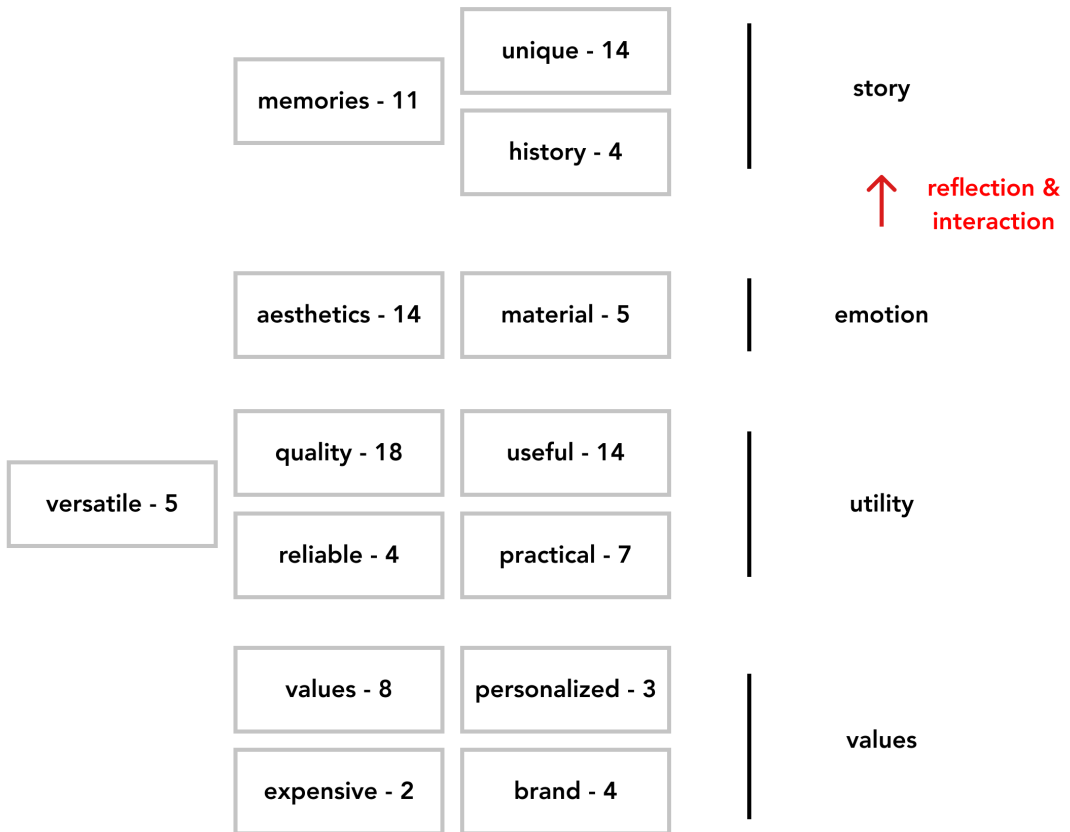 unique - 14
memories - 11
history - 4
story
reflection &
interaction
aesthetics - 14
material - 5
emotion
quality - 18
useful - 14
versatile - 5
reliable - 4
practical - 7
utility
values - 8
personalized - 3
expensive - 2
brand - 4
values